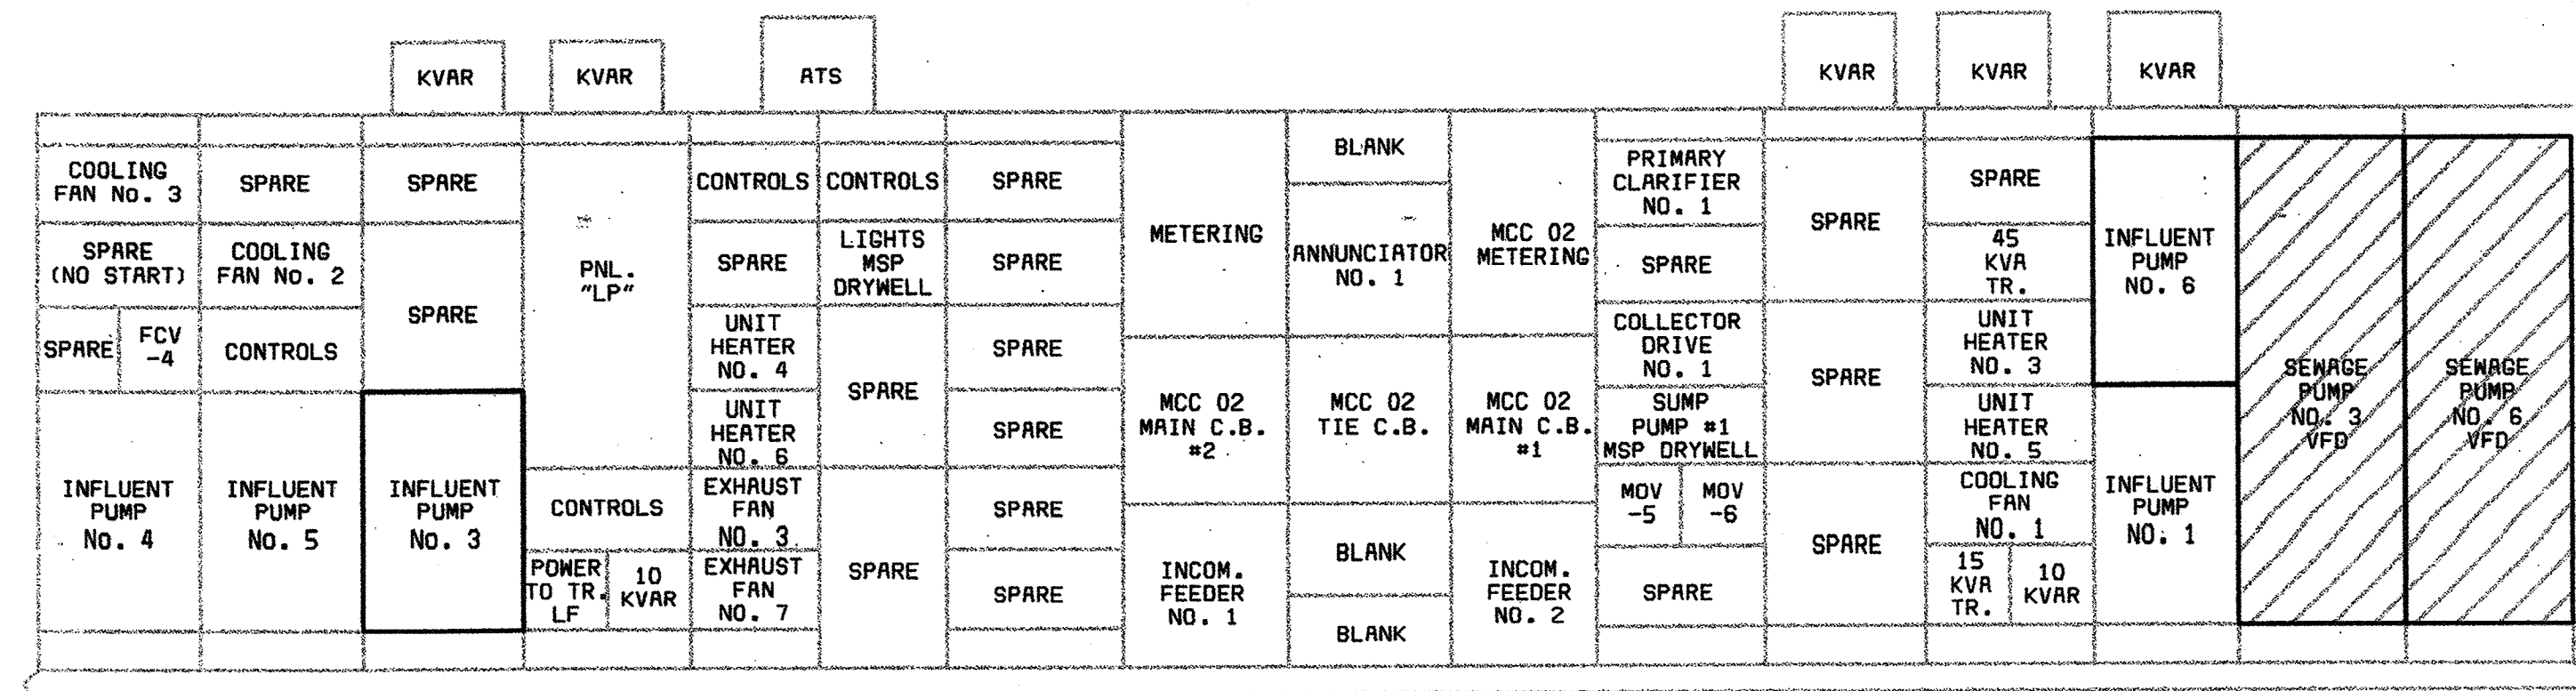 KVAR
KVAR
ATS
KVAR
KVAR
KVAR
COOLING
FAN No. 3
SPARE
(NO START)
SPARE
FCV
-4
INFLUENT
PUMP
No. 4
SPARE
COOLING
FAN No. 2
CONTROLS
INFLUENT
PUMP
No. 5
SPARE
SPARE
INFLUENT
PUMP
No. 3
PNL.
"LP"
CONTROLS
POWER
TO TR.
LF
10
KVAR
CONTROLS
SPARE
UNIT
HEATER
NO. 4
UNIT
HEATER
NO. 6
EXHAUST
FAN
NO. 3
EXHAUST
FAN
NO. 7
CONTROLS
LIGHTS
MSP
DRYWELL
SPARE
SPARE
SPARE
SPARE
SPARE
SPARE
SPARE
SPARE
METERING
MCC 02
MAIN C.B.
#2
INCOM.
FEEDER
NO. 1
BLANK
ANNUNCIATOR
NO. 1
MCC 02
TIE C.B.
BLANK
BLANK
MCC 02
METERING
MCC 02
MAIN C.B.
#1
INCOM.
FEEDER
NO. 2
PRIMARY
CLARIFIER
NO. 1
SPARE
COLLECTOR
DRIVE
NO. 1
SUMP
PUMP #1
MSP DRYWELL
MOV
-5
MOV
-6
SPARE
SPARE
SPARE
SPARE
SPARE
45
KVA
TR.
UNIT
HEATER
NO. 3
UNIT
HEATER
NO. 5
COOLING
FAN
NO. 1
15
KVA
TR.
10
KVAR
INFLUENT
PUMP
NO. 6
INFLUENT
PUMP
NO. 1
SEWAGE
PUMP
NO. 3
VFD
SEWAGE
PUMP
NO. 6
VFD